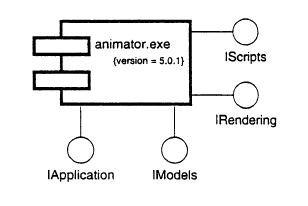 animator.exe
{version = 5.0.1}
IScripts
IRendering
IApplication
IModels